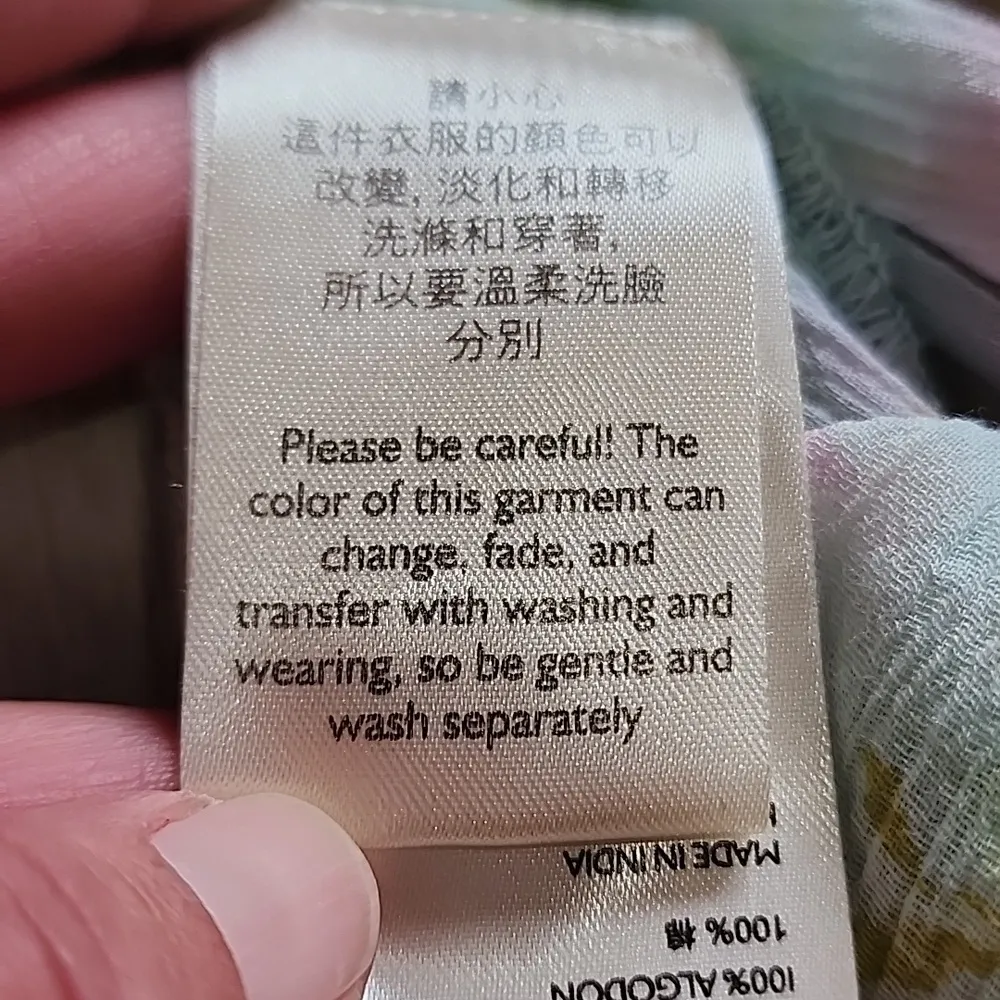 請小心
這件衣服的顏色可以
改變, 淡化和轉移
洗滌和穿著,
所以要溫柔洗臉
分別
Please be careful! The
color of this garment can
change, fade, and
transfer with washing and
wearing, so be gentle and
wash separately
MADE IN INDIA
100% 棉
100% ALGODON